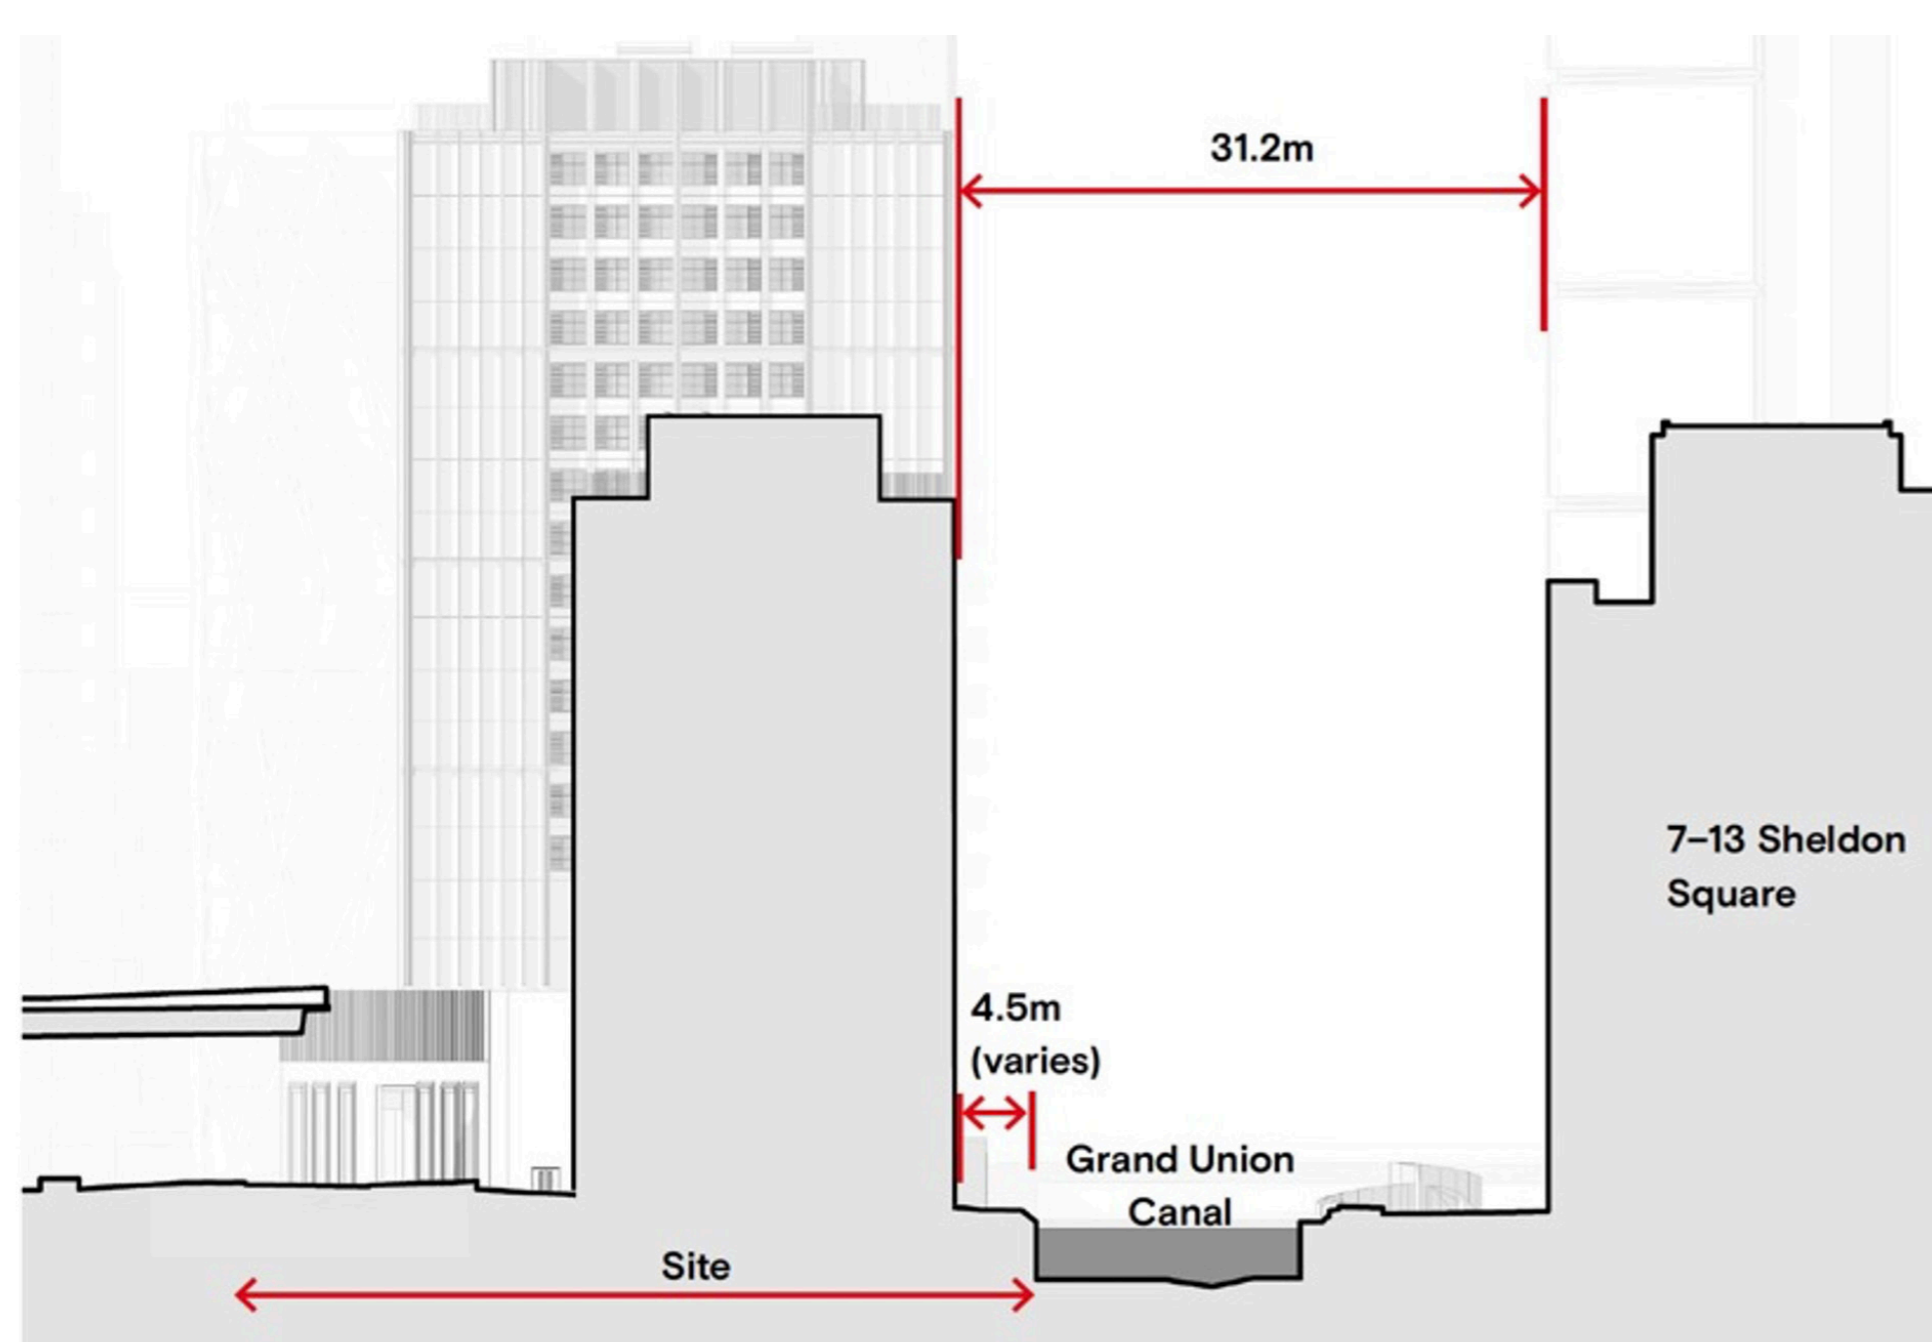 31.2m
7–13 Sheldon
Square
4.5m
(varies)
Grand Union
Canal
Site